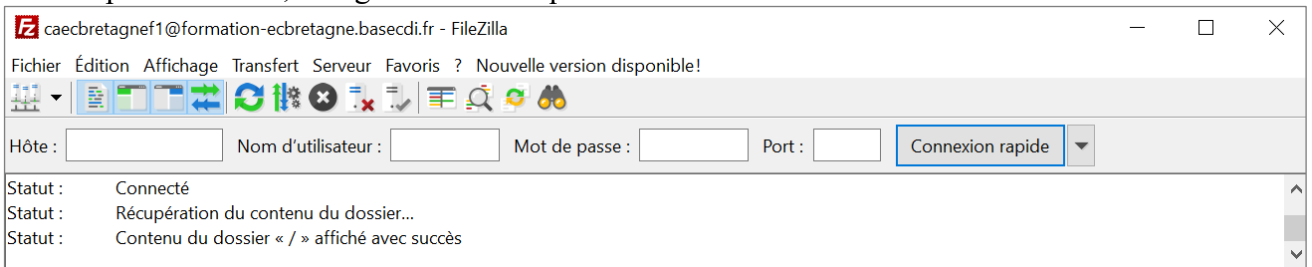 caecbretagnef1@formation-ecbretagne.basecdi.fr - FileZilla
Fichier Édition Affichage Transfert Serveur Favoris ? Nouvelle version disponible!
Hôte : Nom d'utilisateur : Mot de passe : Port : Connexion rapide
Statut : Connecté
Statut : Récupération du contenu du dossier...
Statut : Contenu du dossier « / » affiché avec succès